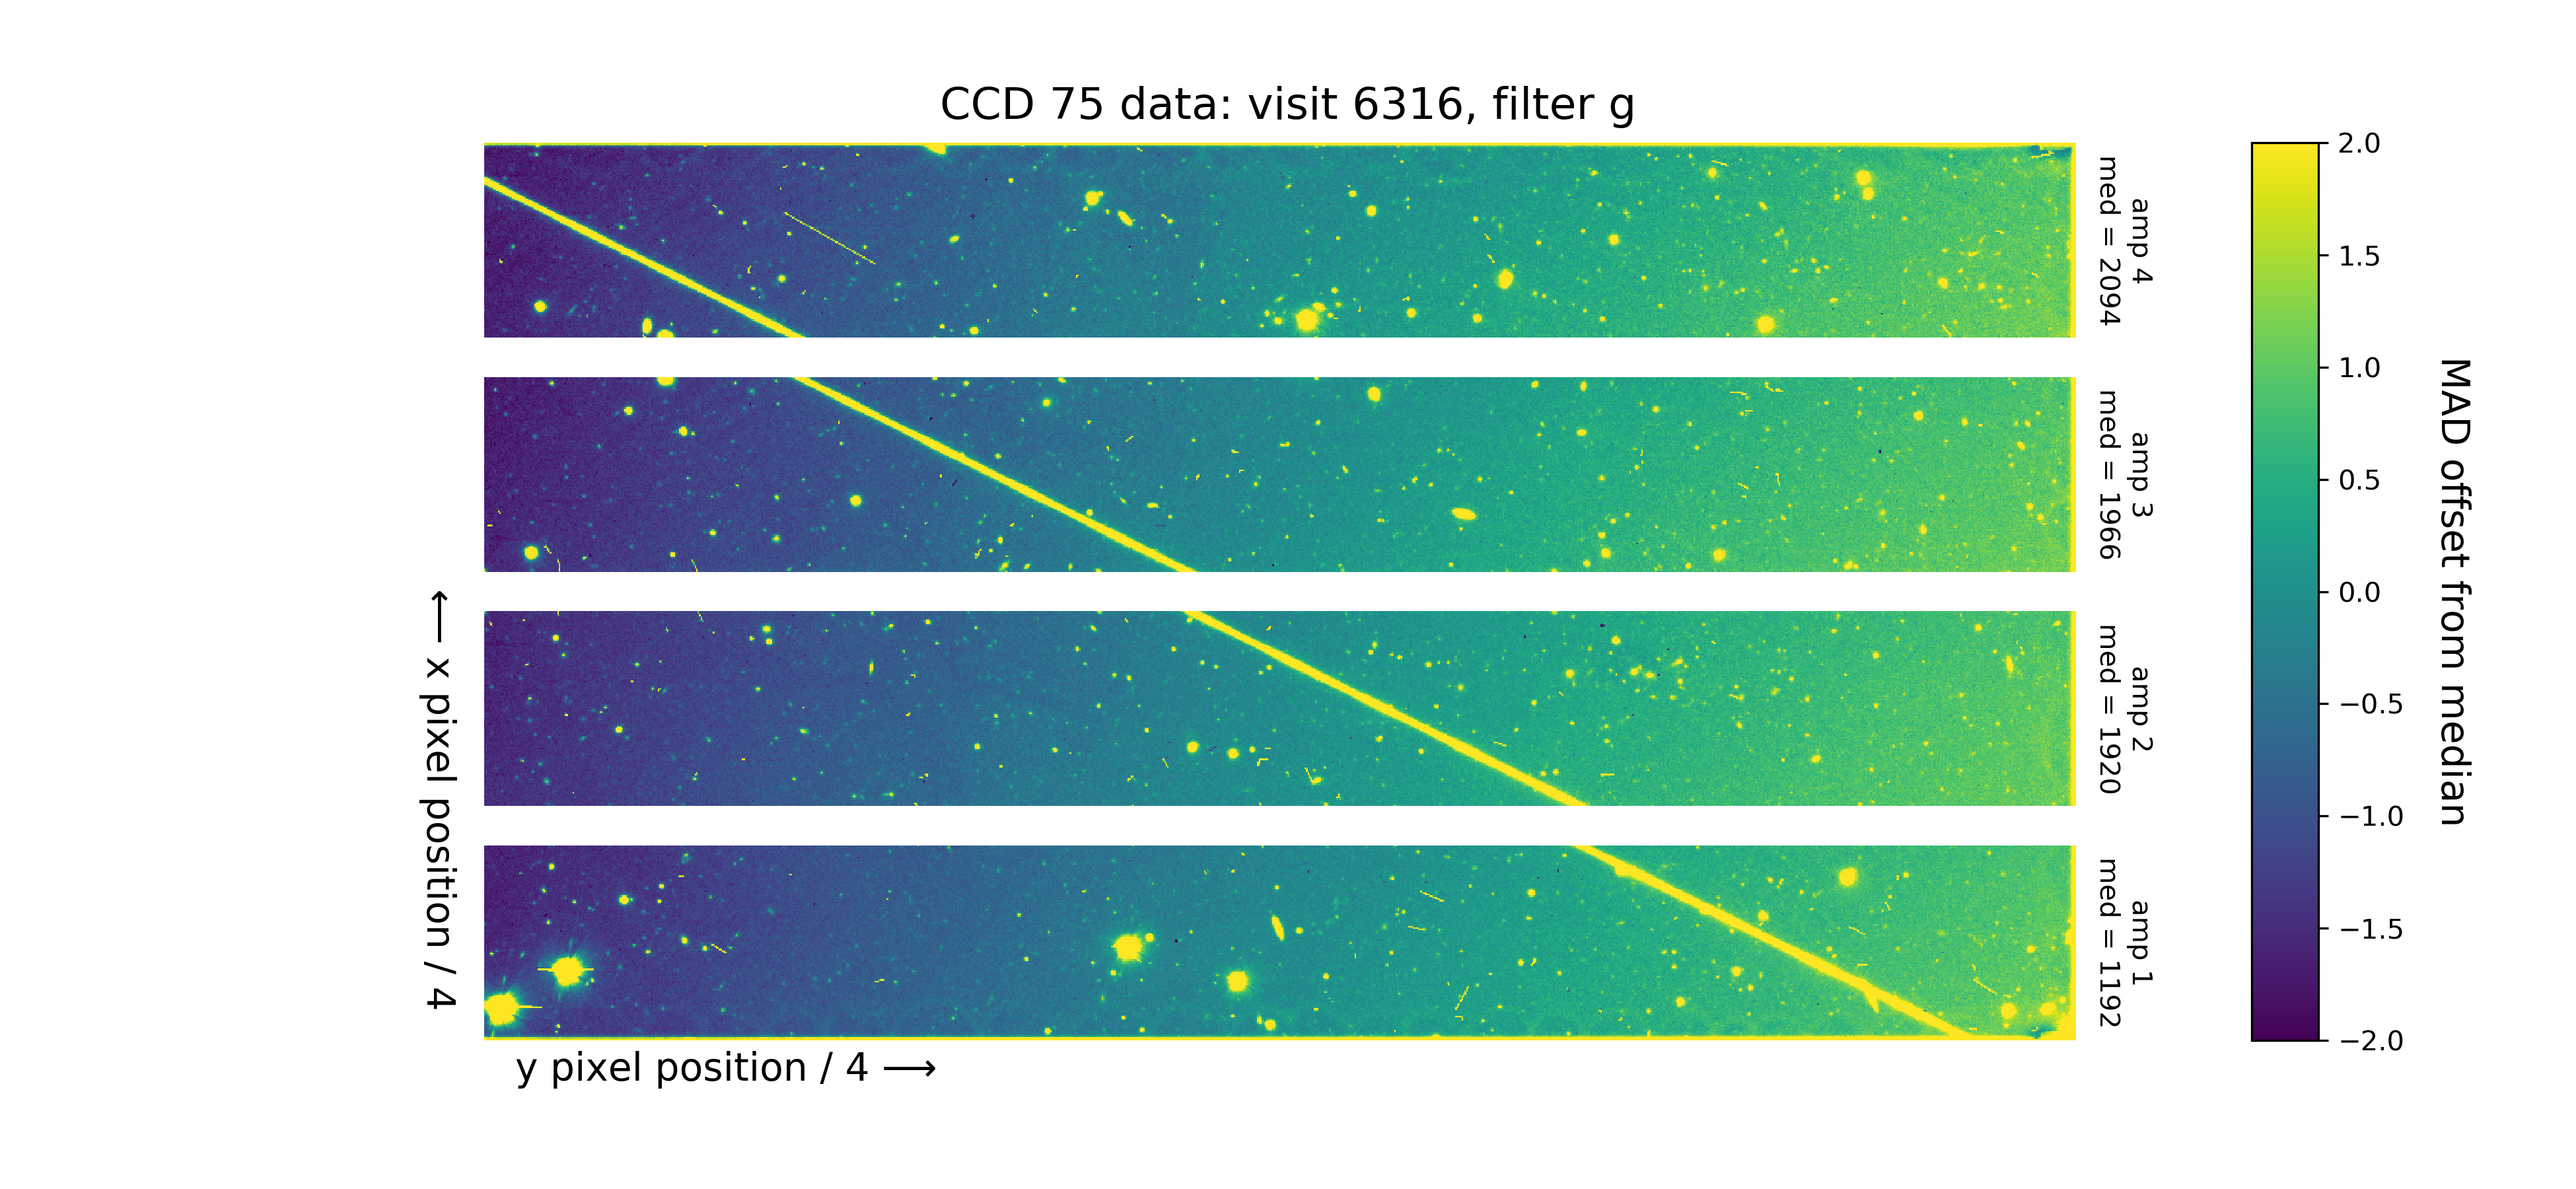 CCD 75 data: visit 6316, filter g
amp 4
med = 2094
amp 3
med = 1966
amp 2
med = 1920
amp 1
med = 1192
⟵ x pixel position / 4
y pixel position / 4 ⟶
2.0
1.5
1.0
0.5
0.0
−0.5
−1.0
−1.5
−2.0
MAD offset from median